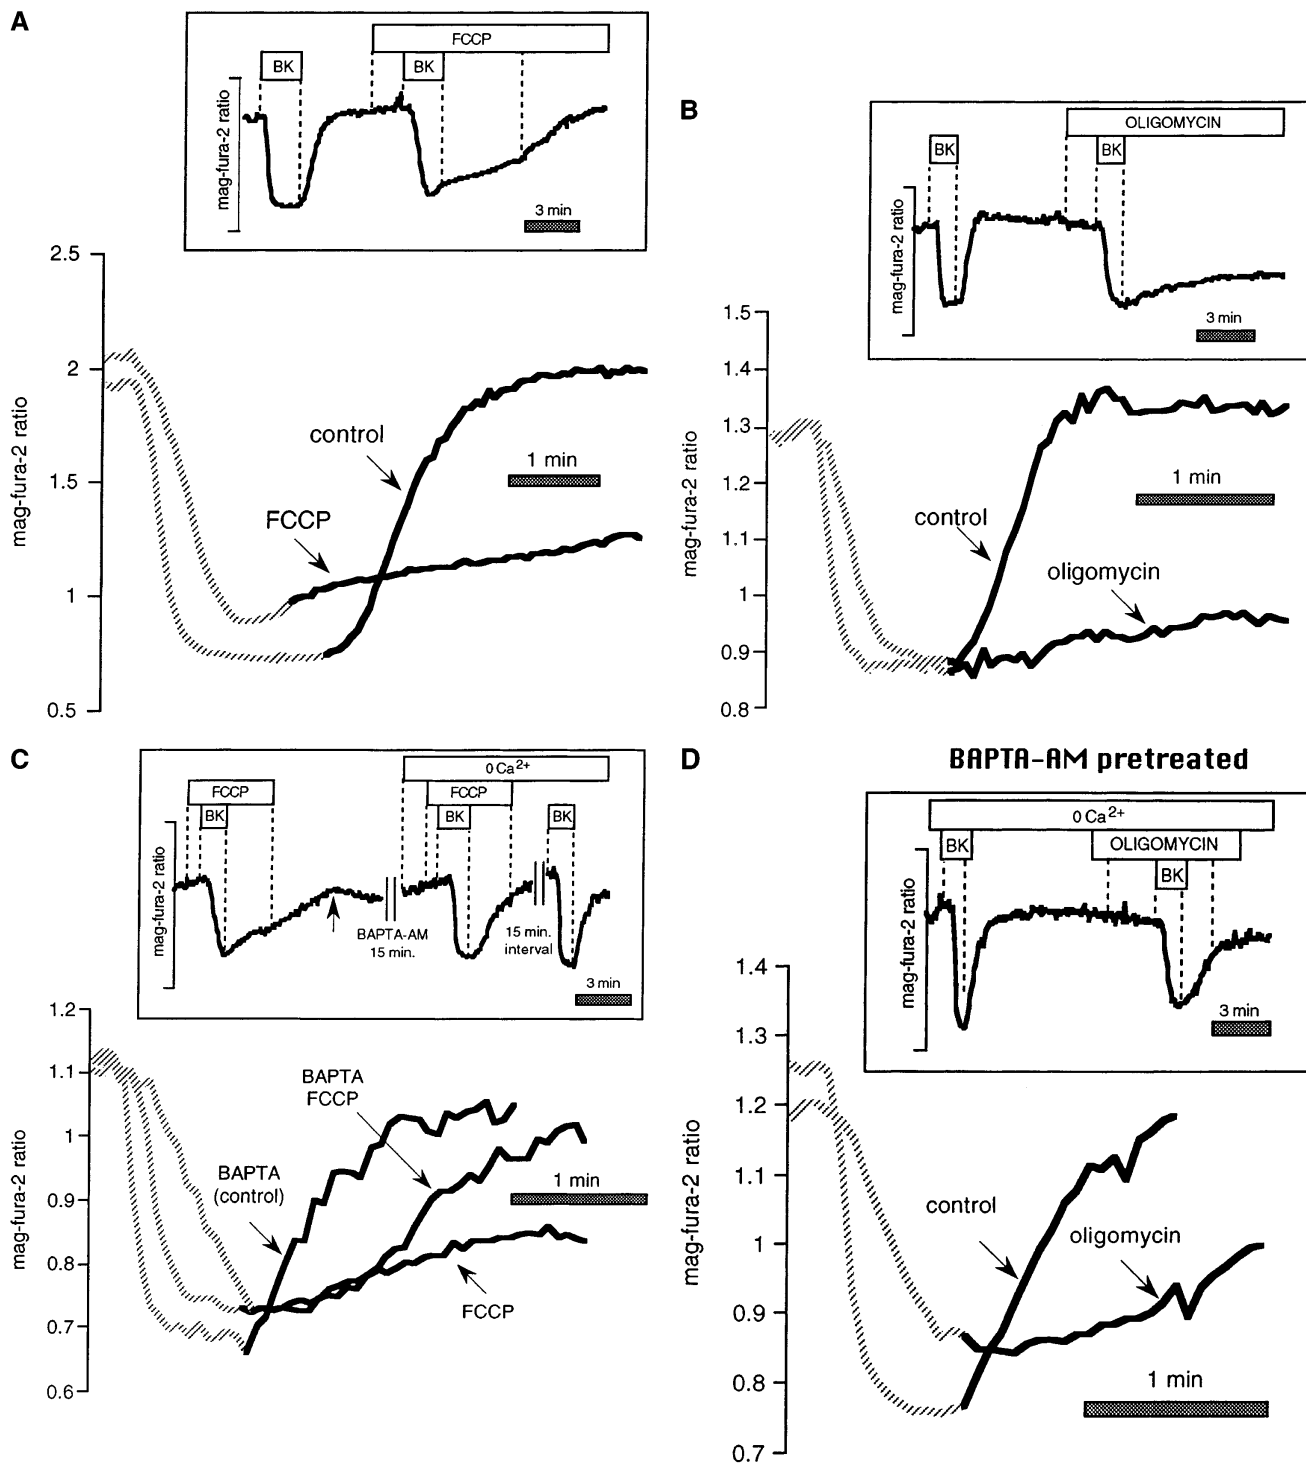 A
FCCP
BK
BK
mag-fura-2 ratio
3 min
2.5
2
1.5
1
0.5
mag-fura-2 ratio
control
FCCP
1 min
B
OLIGOMYCIN
BK
BK
mag-fura-2 ratio
3 min
1.5
1.4
1.3
1.2
1.1
1
0.9
0.8
mag-fura-2 ratio
control
oligomycin
1 min
C
0 Ca2+
FCCP
FCCP
BK
BK
BK
mag-fura-2 ratio
BAPTA-AM
15 min.
15 min.
interval
3 min
1.2
1.1
1
0.9
0.8
0.7
0.6
mag-fura-2 ratio
BAPTA
FCCP
BAPTA
(control)
FCCP
1 min
D
BAPTA-AM pretreated
0 Ca2+
BK
OLIGOMYCIN
BK
mag-fura-2 ratio
3 min
1.4
1.3
1.2
1.1
1
0.9
0.8
0.7
mag-fura-2 ratio
control
oligomycin
1 min